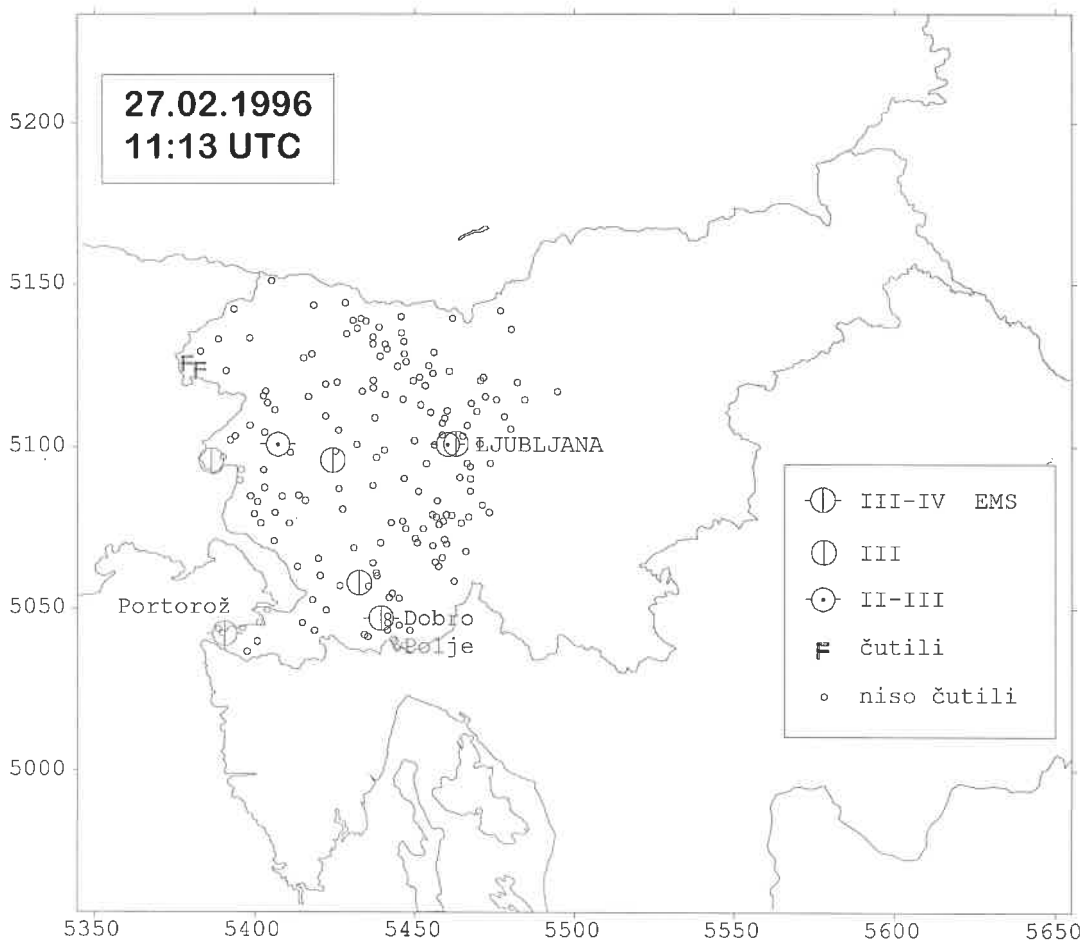 27.02.1996
11:13 UTC
5200
5150
5100
5050
5000
LJUBLJANA
Portorož
Dobro
Polje
III-IV EMS
III
II-III
F čutili
niso čutili
F
F
5350 5400 5450 5500 5550 5600 5650